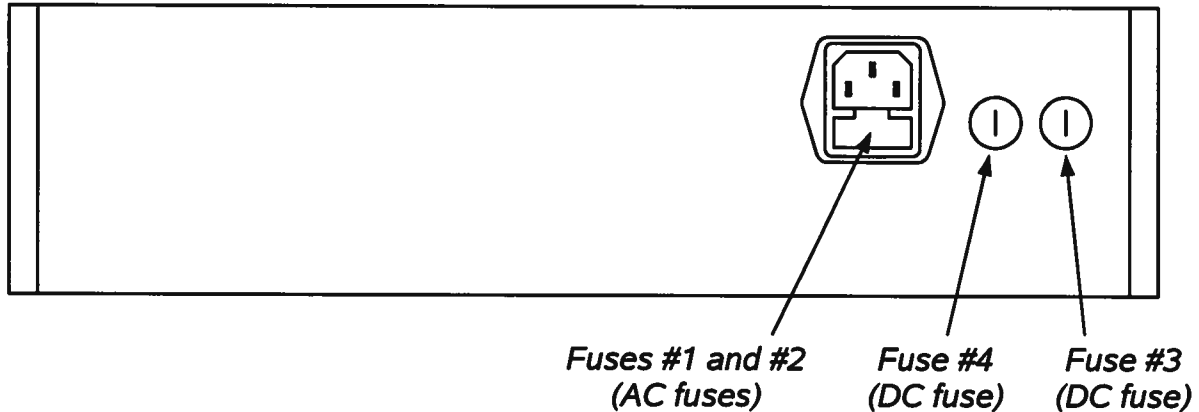 Fuses #1 and #2
(AC fuses)
Fuse #4
(DC fuse)
Fuse #3
(DC fuse)